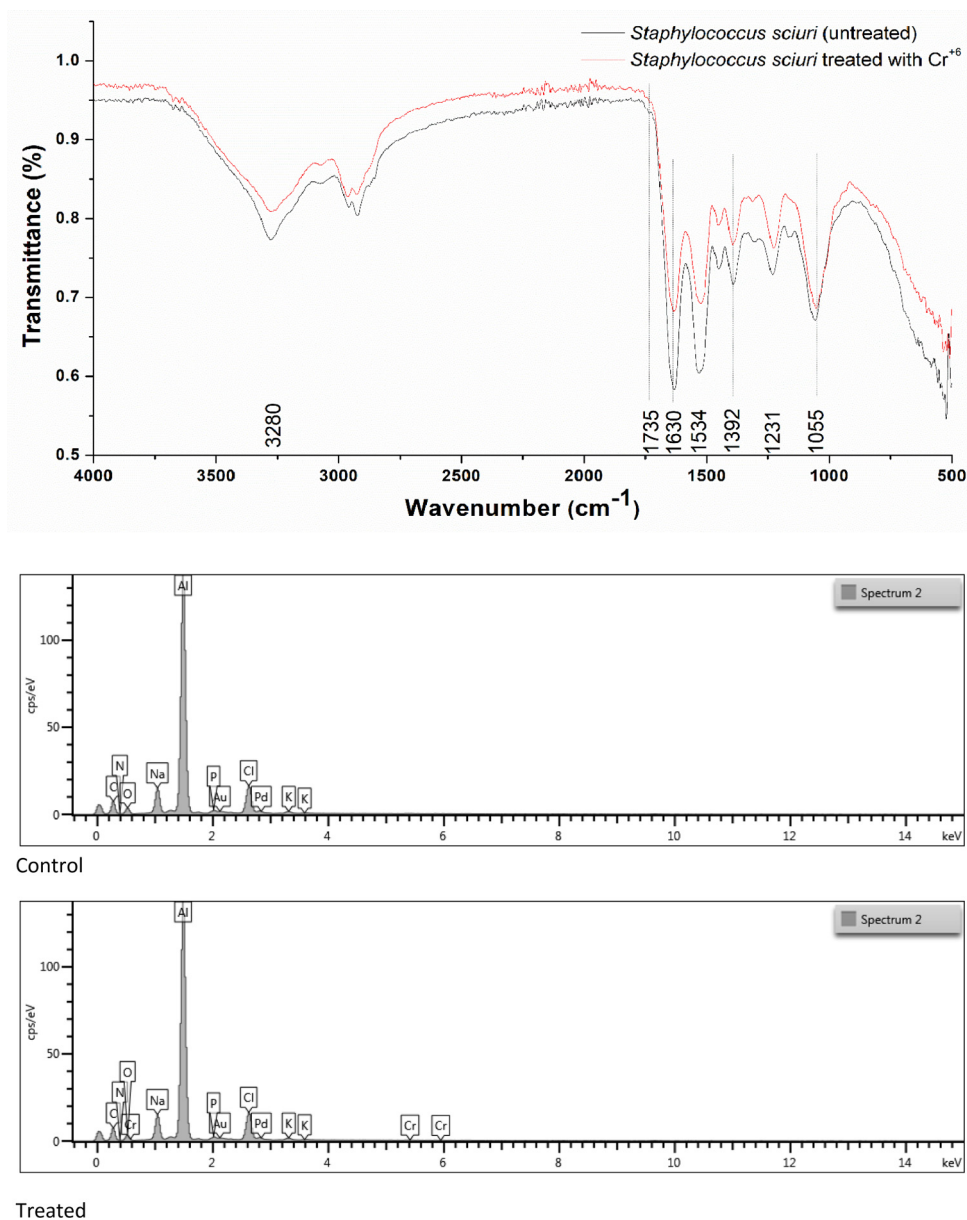 Staphylococcus sciuri (untreated)
Staphylococcus sciuri treated with Cr+6
1.0
0.9
0.8
0.7
0.6
0.5
Transmittance (%)
3280
1735
1630
1534
1392
1231
1055
4000 3500 3000 2500 2000 1500 1000 500
Wavenumber (cm-1)
Spectrum 2
cps/eV
100
50
0
C N O Na Al P Au Cl Pd K K
0 2 4 6 8 10 12 14 keV
Control
Spectrum 2
cps/eV
100
50
0
C N O Cr Na Al P Au Cl Pd K K Cr Cr
0 2 4 6 8 10 12 14 keV
Treated